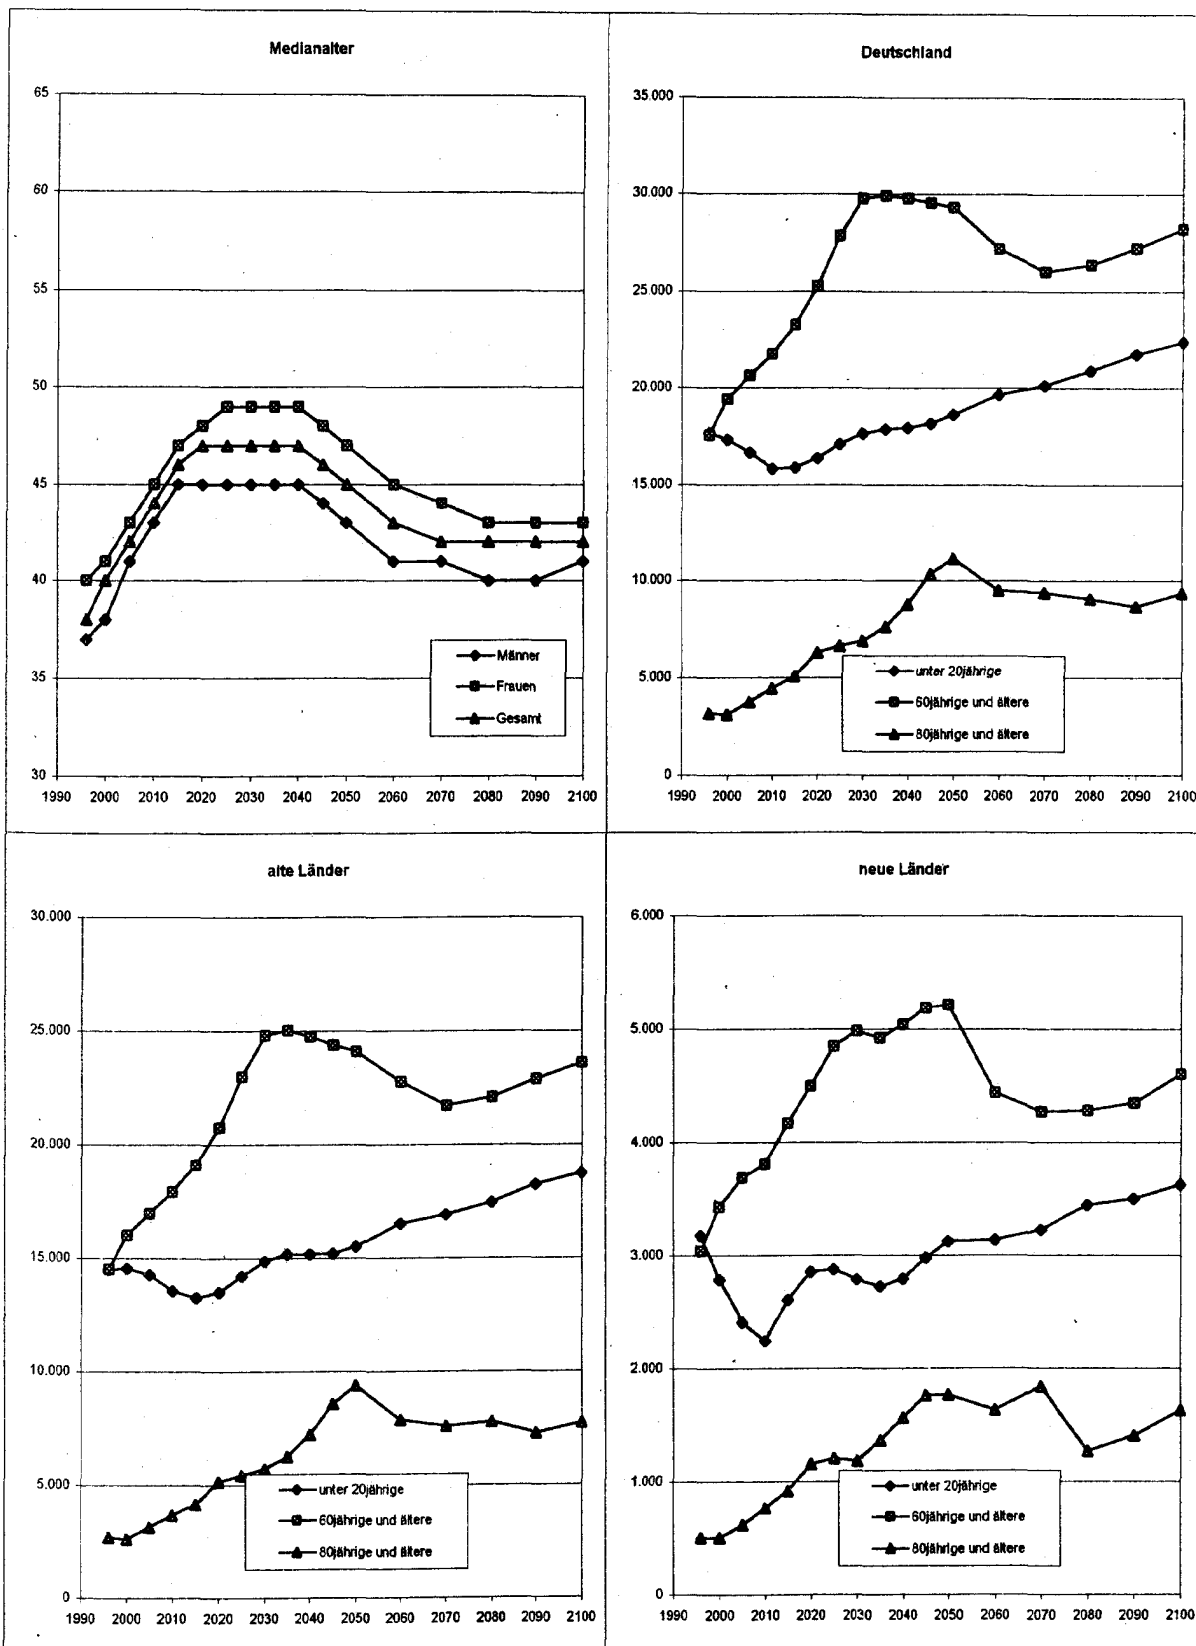 Medianalter
65
60
55
50
45
40
35
30
1990 2000 2010 2020 2030 2040 2050 2060 2070 2080 2090 2100
Männer
Frauen
Gesamt
Deutschland
35.000
30.000
25.000
20.000
15.000
10.000
5.000
0
1990 2000 2010 2020 2030 2040 2050 2060 2070 2080 2090 2100
unter 20jährige
60jährige und ältere
80jährige und ältere
alte Länder
30.000
25.000
20.000
15.000
10.000
5.000
0
1990 2000 2010 2020 2030 2040 2050 2060 2070 2080 2090 2100
unter 20jährige
60jährige und ältere
80jährige und ältere
neue Länder
6.000
5.000
4.000
3.000
2.000
1.000
0
1990 2000 2010 2020 2030 2040 2050 2060 2070 2080 2090 2100
unter 20jährige
60jährige und ältere
80jährige und ältere